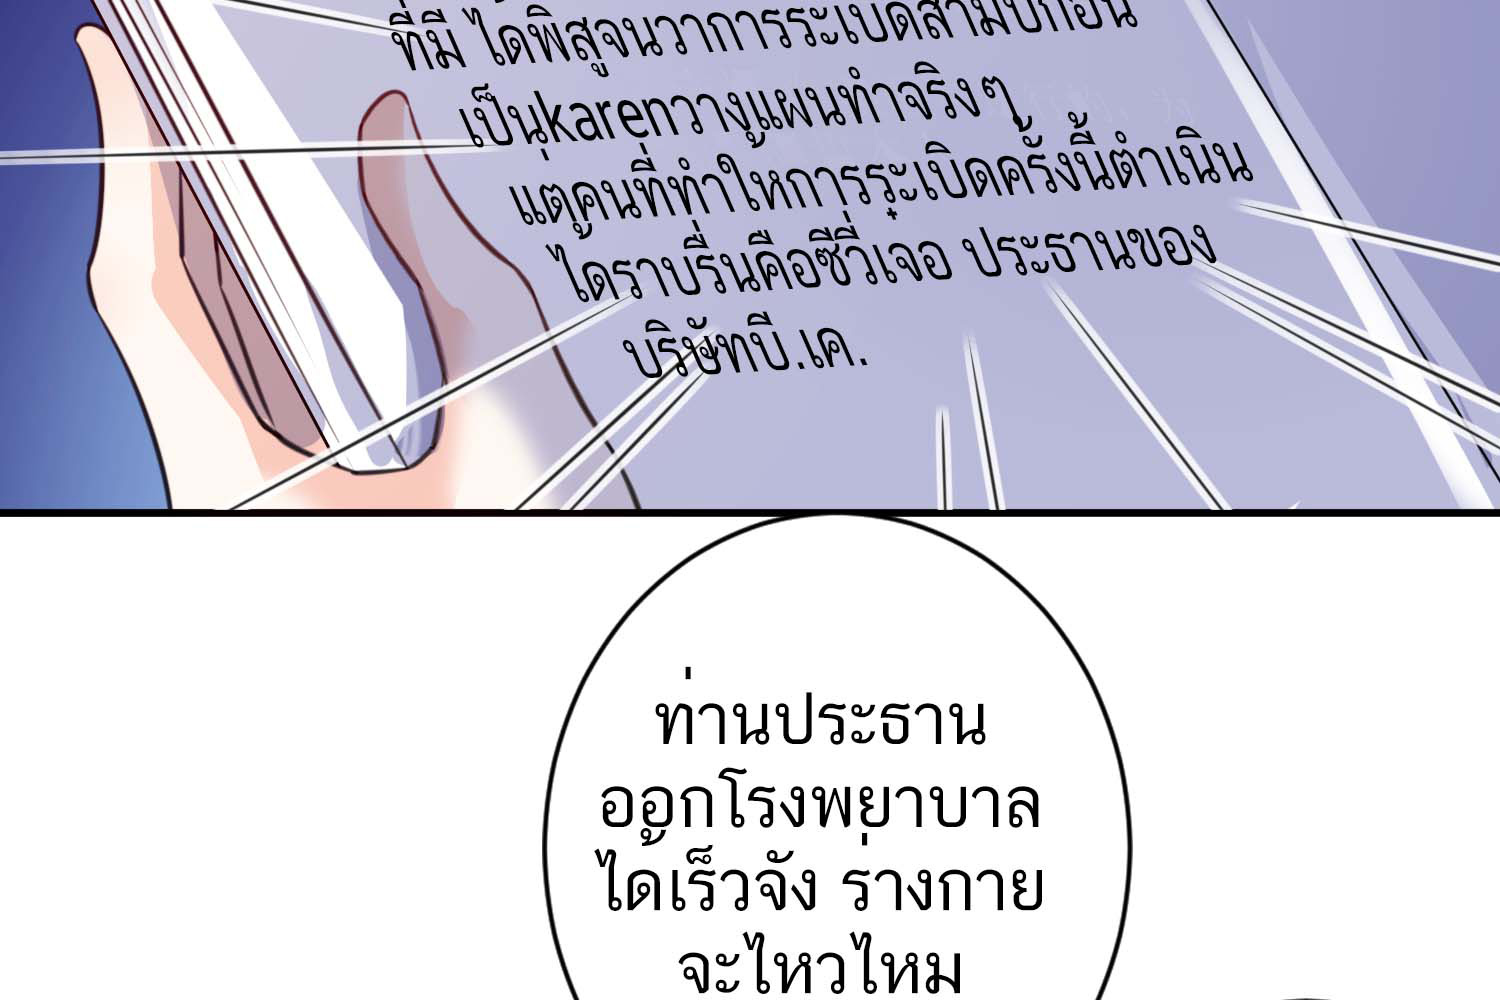 ที่มี ได้พิสูจน์ว่าการระเบิดสามปีก่อน
เป็นkarenวางแผนทำจริงๆ
แต่คนที่ทำให้การระเบิดครั้งนี้ดำเนิน
ได้ราบรื่นคือซีวี่เจอ ประธานของ
บริษัทบี.เค.
ท่านประธาน
ออกโรงพยาบาล
ได้เร็วจัง ร่างกาย
จะไหวไหม